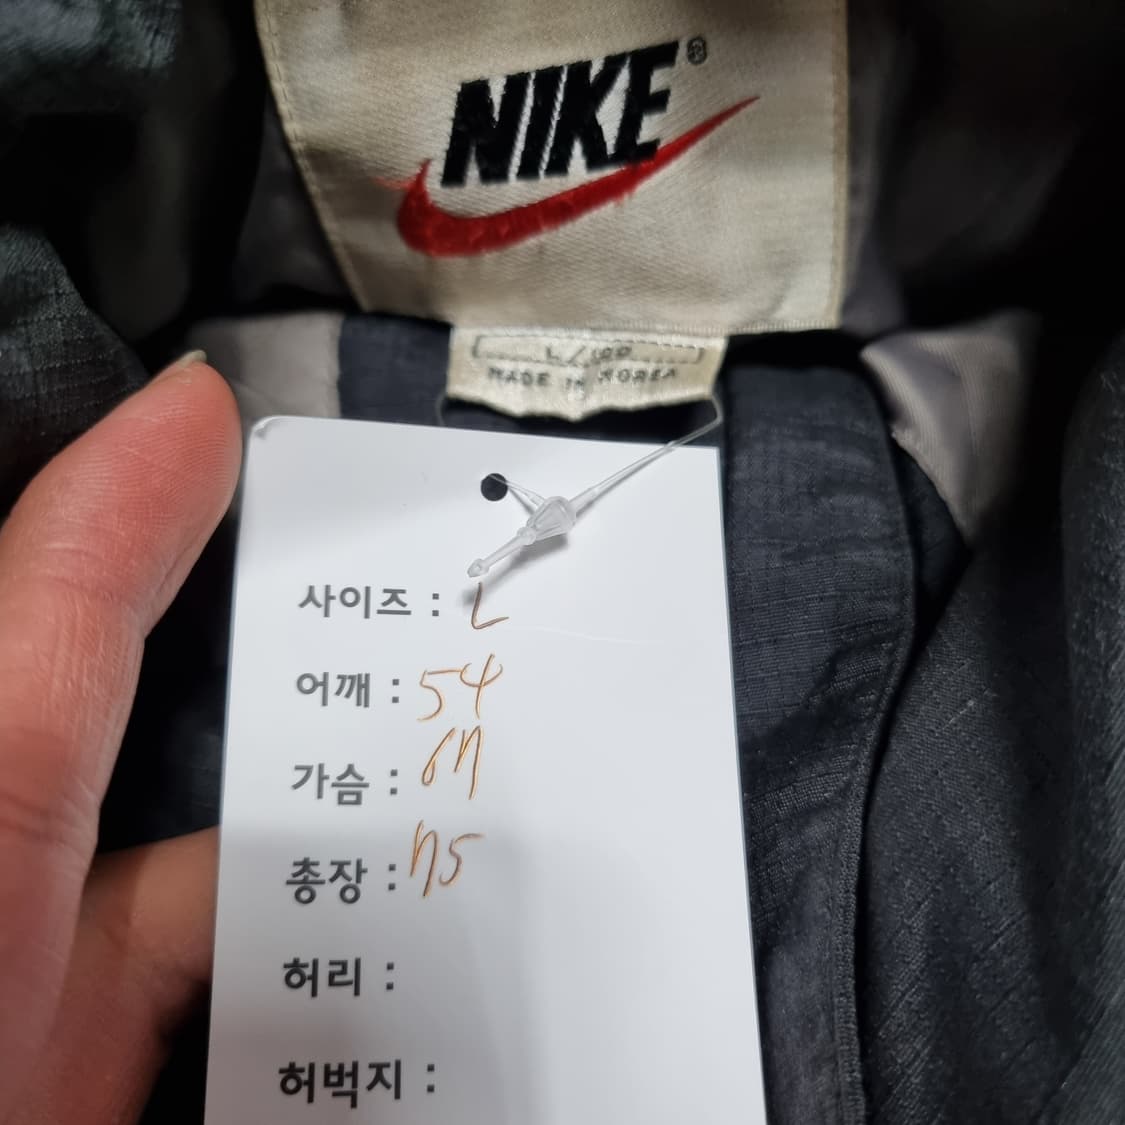 NIKE®
L/100
MADE IN KOREA
사이즈 : L
어깨 : 54
가슴 : 67
총장 : 75
허리 :
허벅지 :